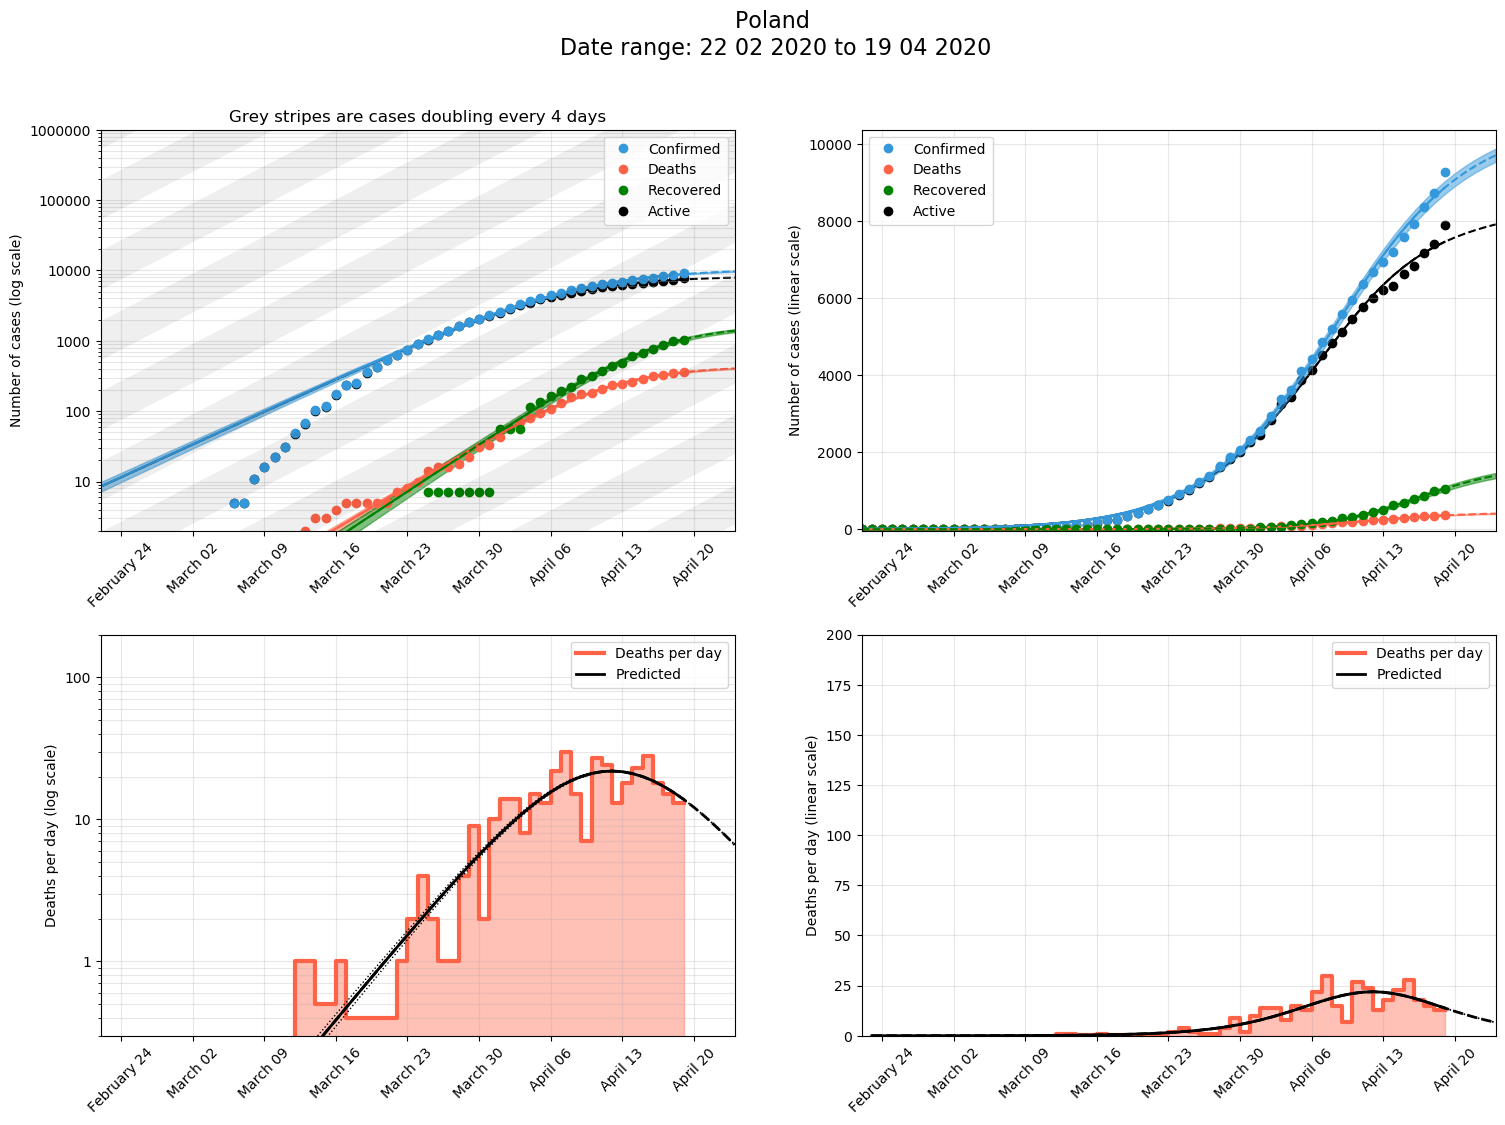 Poland
Date range: 22 02 2020 to 19 04 2020
Grey stripes are cases doubling every 4 days
Number of cases (log scale)
1000000
100000
10000
1000
100
10
Confirmed
Deaths
Recovered
Active
February 24
March 02
March 09
March 16
March 23
March 30
April 06
April 13
April 20
Number of cases (linear scale)
10000
8000
6000
4000
2000
0
Confirmed
Deaths
Recovered
Active
February 24
March 02
March 09
March 16
March 23
March 30
April 06
April 13
April 20
Deaths per day (log scale)
100
10
1
Deaths per day
Predicted
February 24
March 02
March 09
March 16
March 23
March 30
April 06
April 13
April 20
Deaths per day (linear scale)
200
175
150
125
100
75
50
25
0
Deaths per day
Predicted
February 24
March 02
March 09
March 16
March 23
March 30
April 06
April 13
April 20